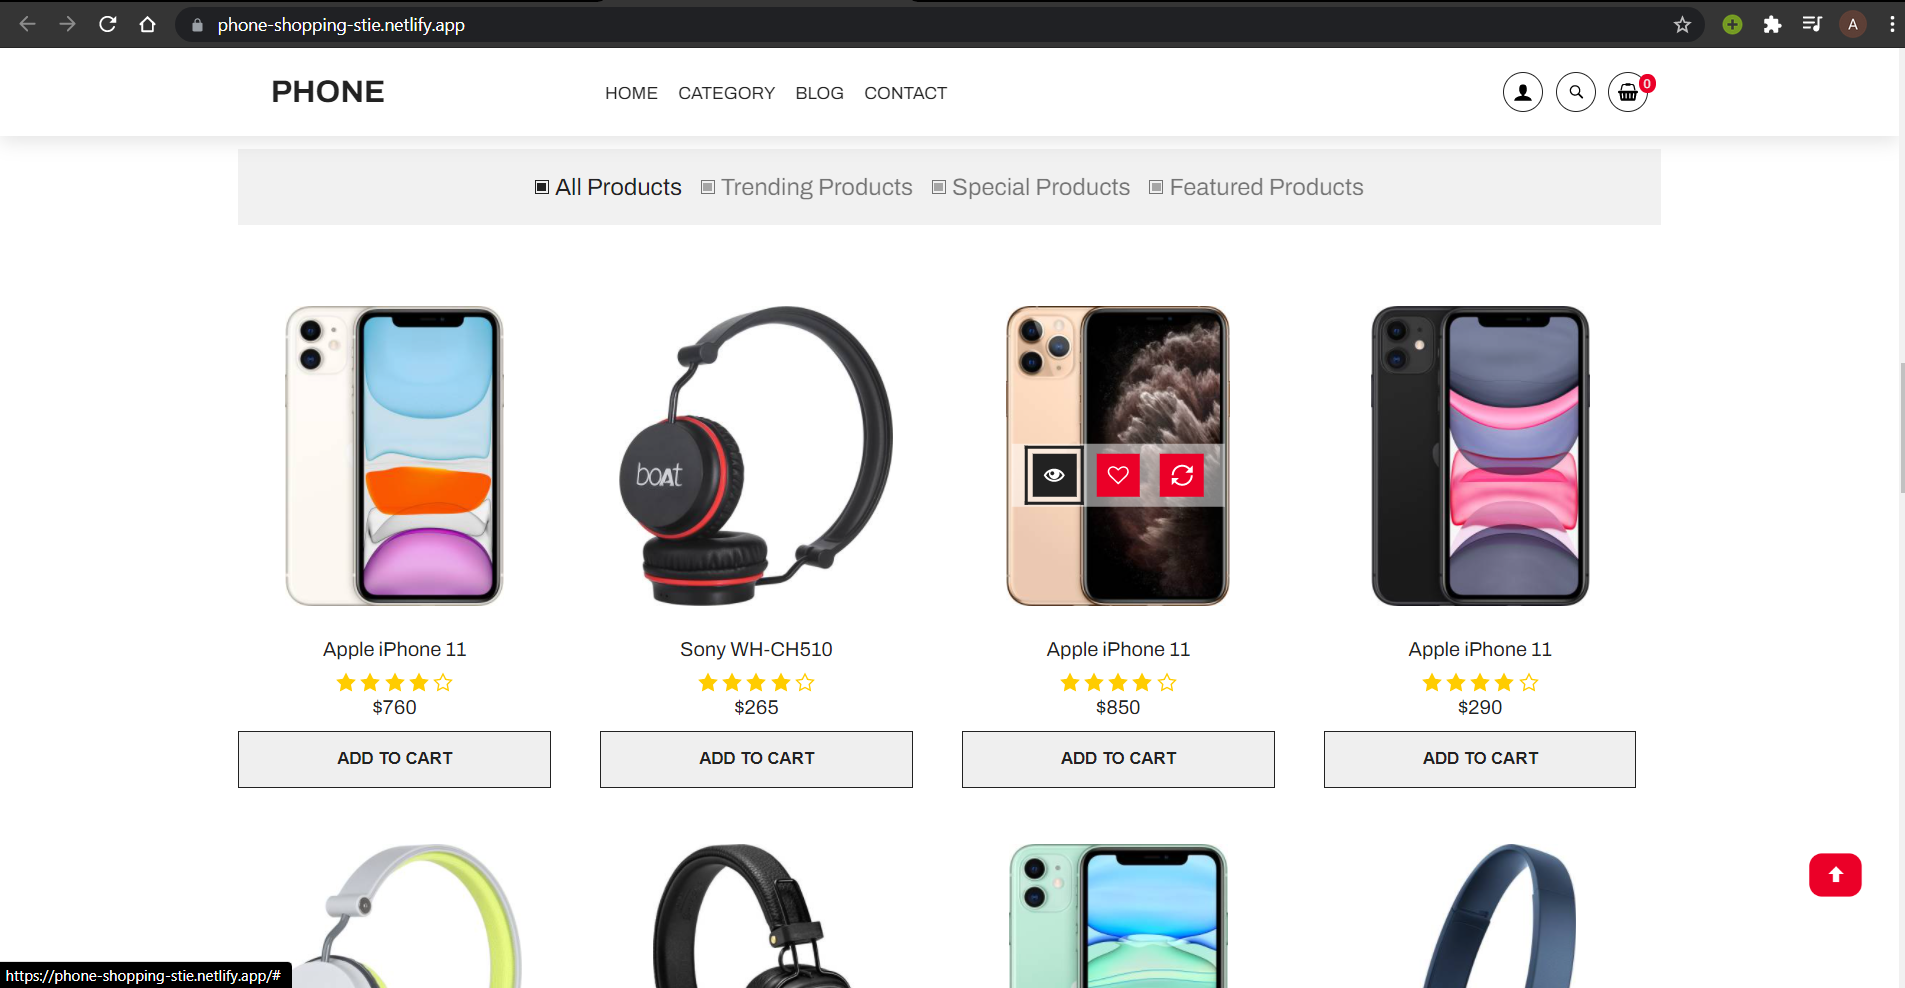 phone-shopping-stie.netlify.app
A
PHONE
HOME CATEGORY BLOG CONTACT
0
All Products Trending Products Special Products Featured Products
boAt
Apple iPhone 11
$760
ADD TO CART
Sony WH-CH510
$265
ADD TO CART
Apple iPhone 11
$850
ADD TO CART
Apple iPhone 11
$290
ADD TO CART
https://phone-shopping-stie.netlify.app/#